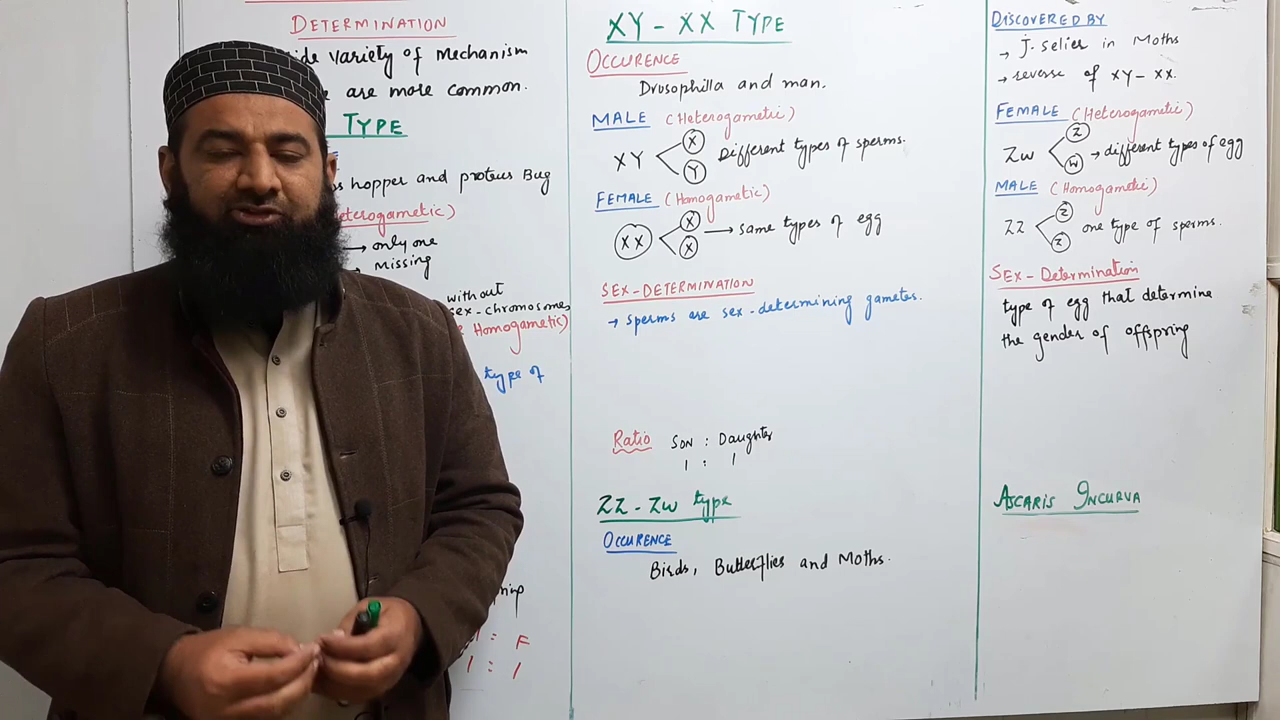 DETERMINATION
ide variety of Mechanism
e are more common.
TYPE
s hopper and proteus Bug
eterogametic)
→ only one
→ Missing
without
sex-chromosomes
Homogametic)
type of
: F
1 : 1
XY - XX TYPE
OCCURENCE
Drusophilla and man.
MALE (Heterogametic)
XY X Y Different types of sperms.
FEMALE (Homogametic)
XX X X → same types of egg
SEX-DETERMINATION
→ sperms are sex-determining gametes.
Ratio SON : Daughter
1 : 1
ZZ - ZW type
OCCURENCE
Birds, Butterflies and Moths.
DISCOVERED BY
→ J. selier in Moths
→ reverse of XY-XX.
FEMALE (Heterogametic)
ZW Z W → different types of egg
MALE (Homogametic)
ZZ Z Z one type of sperms.
SEX-Determination
type of egg that determine
the gender of offspring
ASCARIS INCURVA